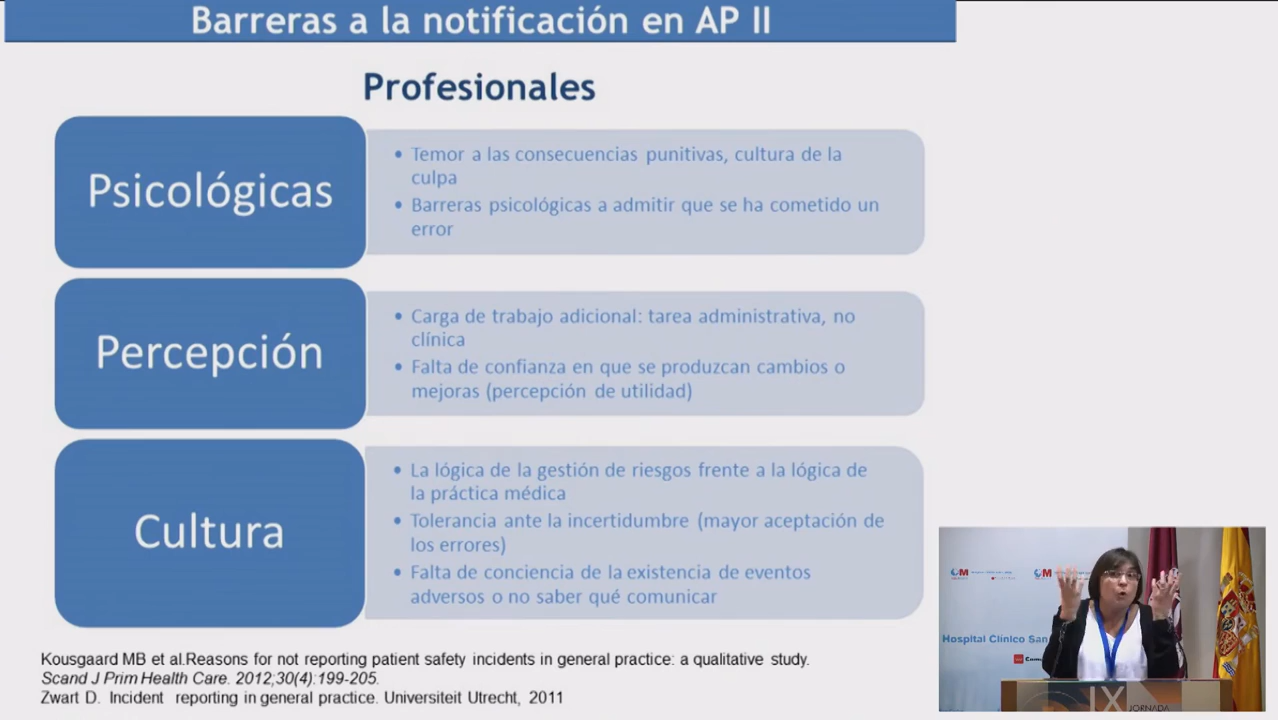 Barreras a la notificación en AP II
Profesionales
Psicológicas
• Temor a las consecuencias punitivas, cultura de la
culpa
• Barreras psicológicas a admitir que se ha cometido un
error
Percepción
• Carga de trabajo adicional: tarea administrativa, no
clínica
• Falta de confianza en que se produzcan cambios o
mejoras (percepción de utilidad)
Cultura
• La lógica de la gestión de riesgos frente a la lógica de
la práctica médica
• Tolerancia ante la incertidumbre (mayor aceptación de
los errores)
• Falta de conciencia de la existencia de eventos
adversos o no saber qué comunicar
Kousgaard MB et al.Reasons for not reporting patient safety incidents in general practice: a qualitative study.
Scand J Prim Health Care. 2012;30(4):199-205.
Zwart D. Incident reporting in general practice. Universiteit Utrecht, 2011
Hospital Clínico San
IX
JORNADA